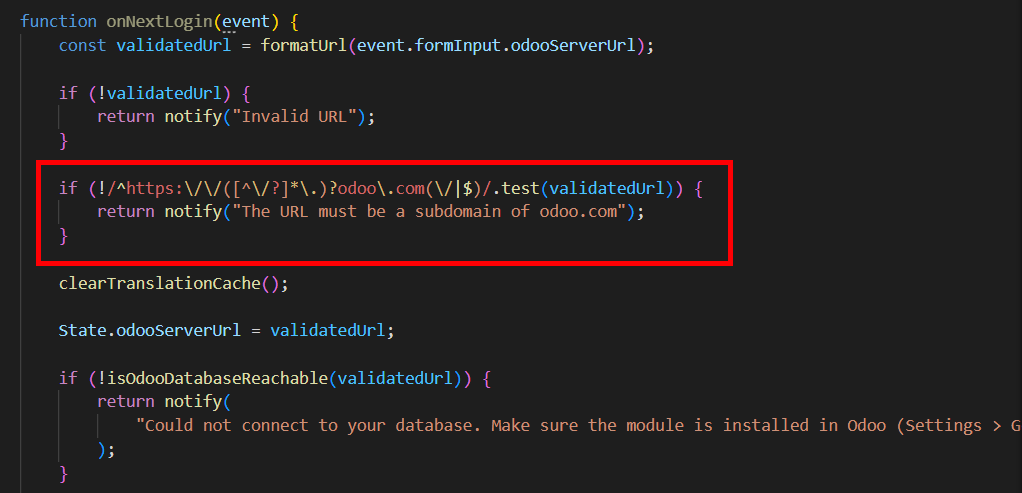 function onNextLogin(event) {
    const validatedUrl = formatUrl(event.formInput.odooServerUrl);
    if (!validatedUrl) {
        return notify("Invalid URL");
    }
    if (!/^https:\/\/([^\/?]*\.)?odoo\.com(\/|$)/.test(validatedUrl)) {
        return notify("The URL must be a subdomain of odoo.com");
    }
    clearTranslationCache();
    State.odooServerUrl = validatedUrl;
    if (!isOdooDatabaseReachable(validatedUrl)) {
        return notify(
            "Could not connect to your database. Make sure the module is installed in Odoo (Settings > G
        );
    }